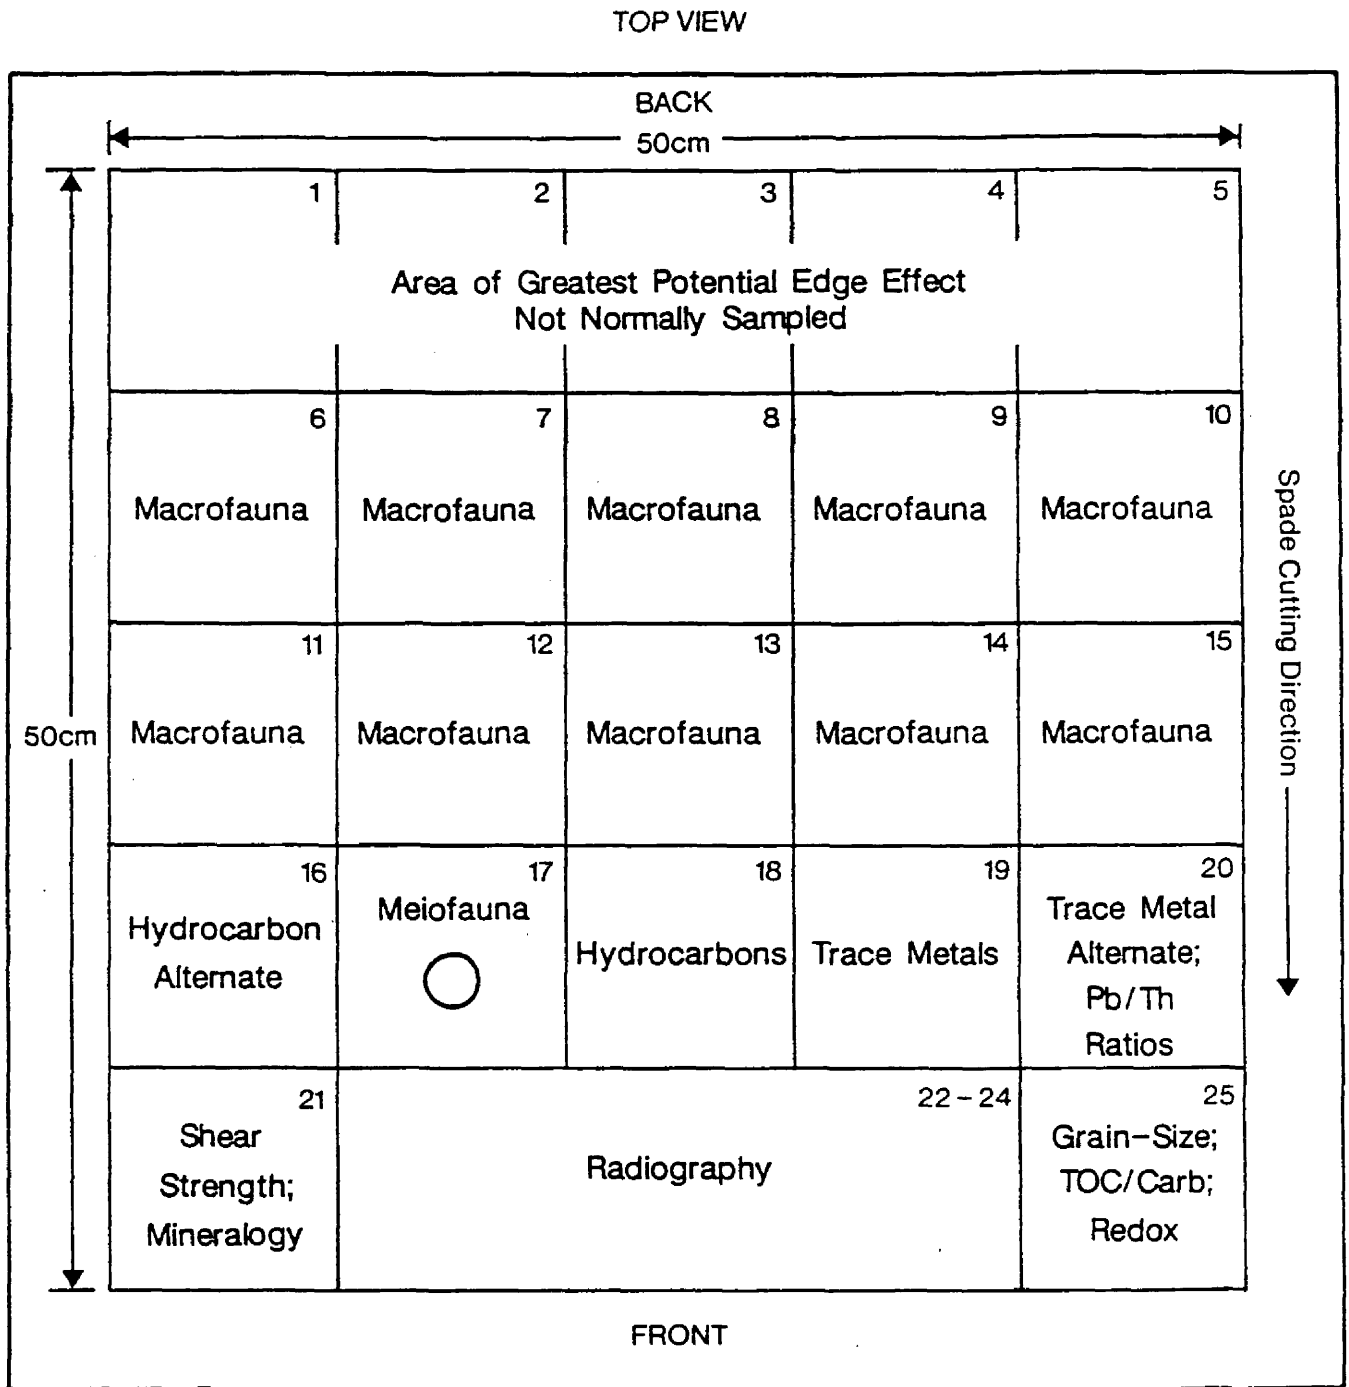 TOP VIEW
BACK
50cm
1 2 3 4 5
Area of Greatest Potential Edge Effect
Not Normally Sampled
6 7 8 9 10
Macrofauna Macrofauna Macrofauna Macrofauna Macrofauna
11 12 13 14 15
Macrofauna Macrofauna Macrofauna Macrofauna Macrofauna
50cm
Spade Cutting Direction
16
Hydrocarbon
Alternate
17
Meiofauna
18
Hydrocarbons
19
Trace Metals
20
Trace Metal
Alternate;
Pb/Th
Ratios
21
Shear
Strength;
Mineralogy
22-24
Radiography
25
Grain-Size;
TOC/Carb;
Redox
FRONT